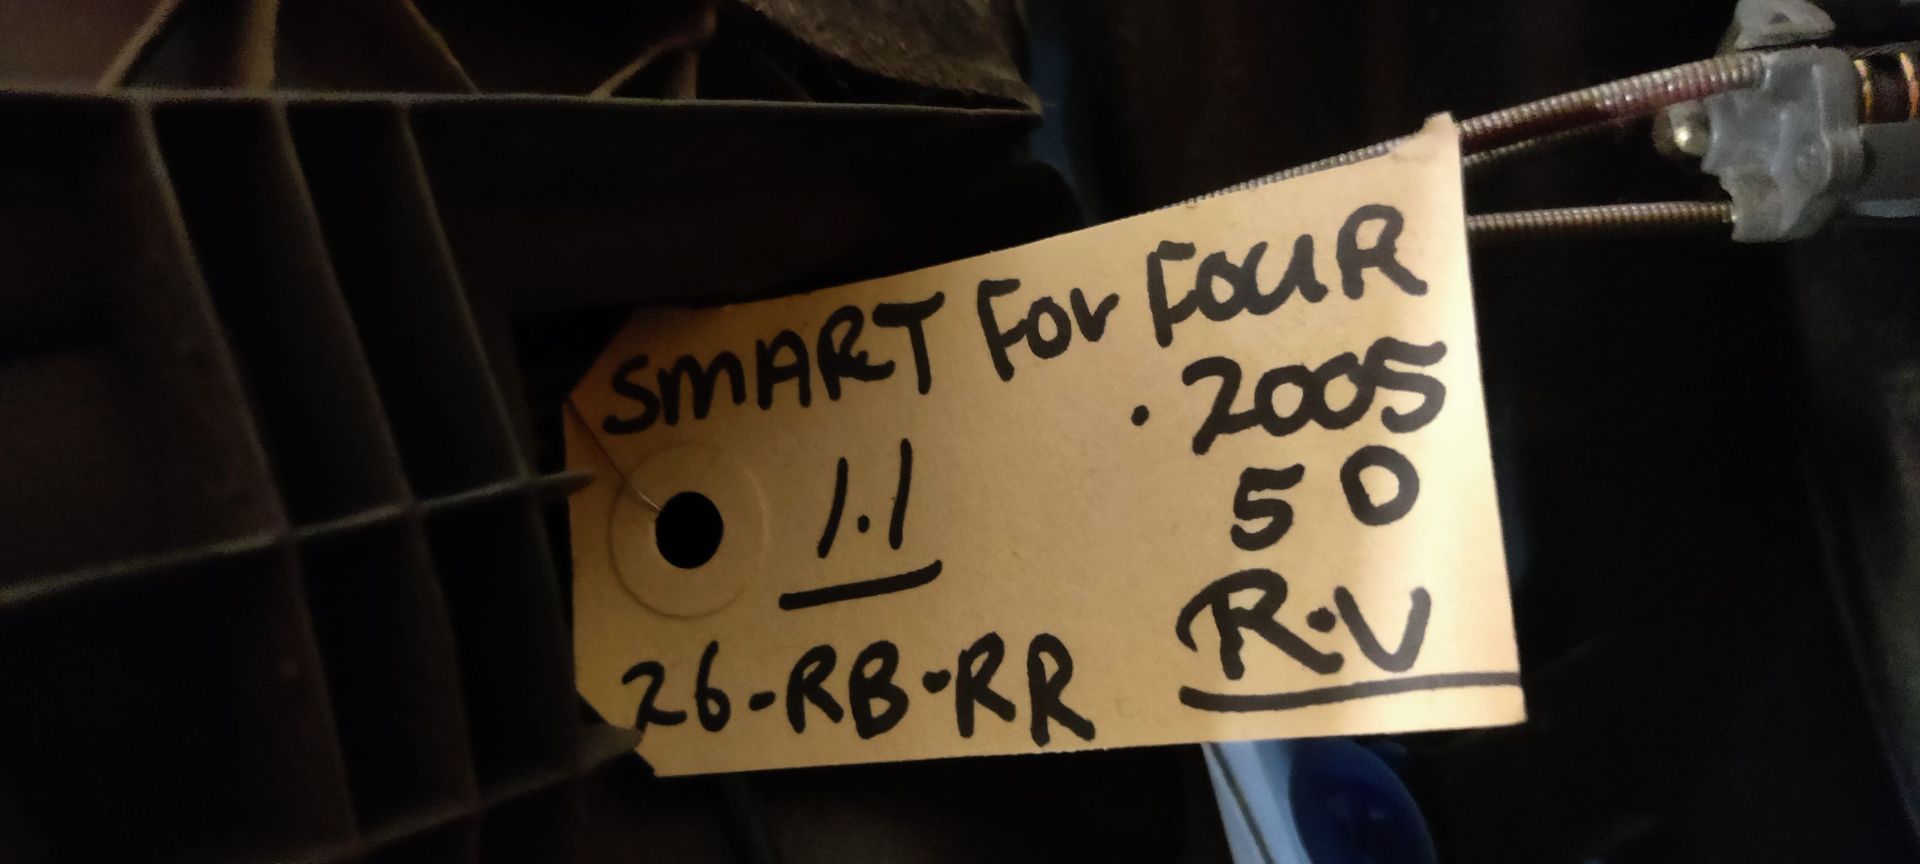 SMART For FOUR
.2005
1.1 50
26-RB-RR R.V